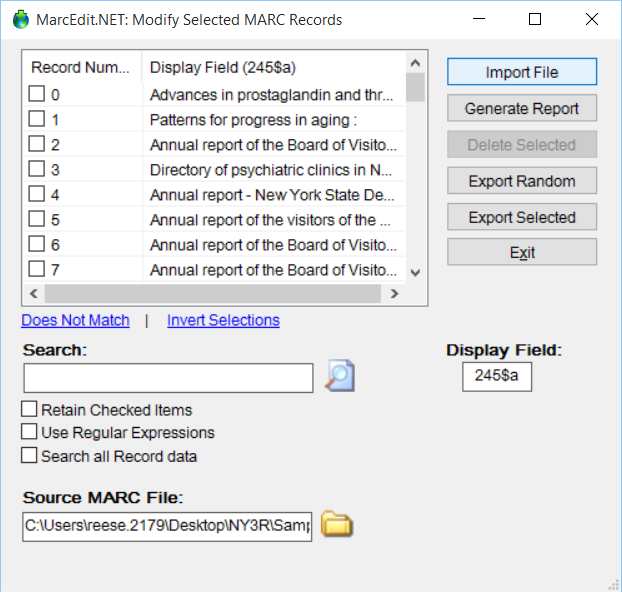 MarcEdit.NET: Modify Selected MARC Records
Record Num... Display Field (245$a)
0 Advances in prostaglandin and thr...
1 Patterns for progress in aging :
2 Annual report of the Board of Visito...
3 Directory of psychiatric clinics in N...
4 Annual report - New York State De...
5 Annual report of the visitors of the ...
6 Annual report of the Board of Visito...
7 Annual report of the Board of Visito...
Import File
Generate Report
Delete Selected
Export Random
Export Selected
Exit
Does Not Match | Invert Selections
Search:
Display Field:
245$a
Retain Checked Items
Use Regular Expressions
Search all Record data
Source MARC File:
C:\Users\reese.2179\Desktop\NY3R\Samp